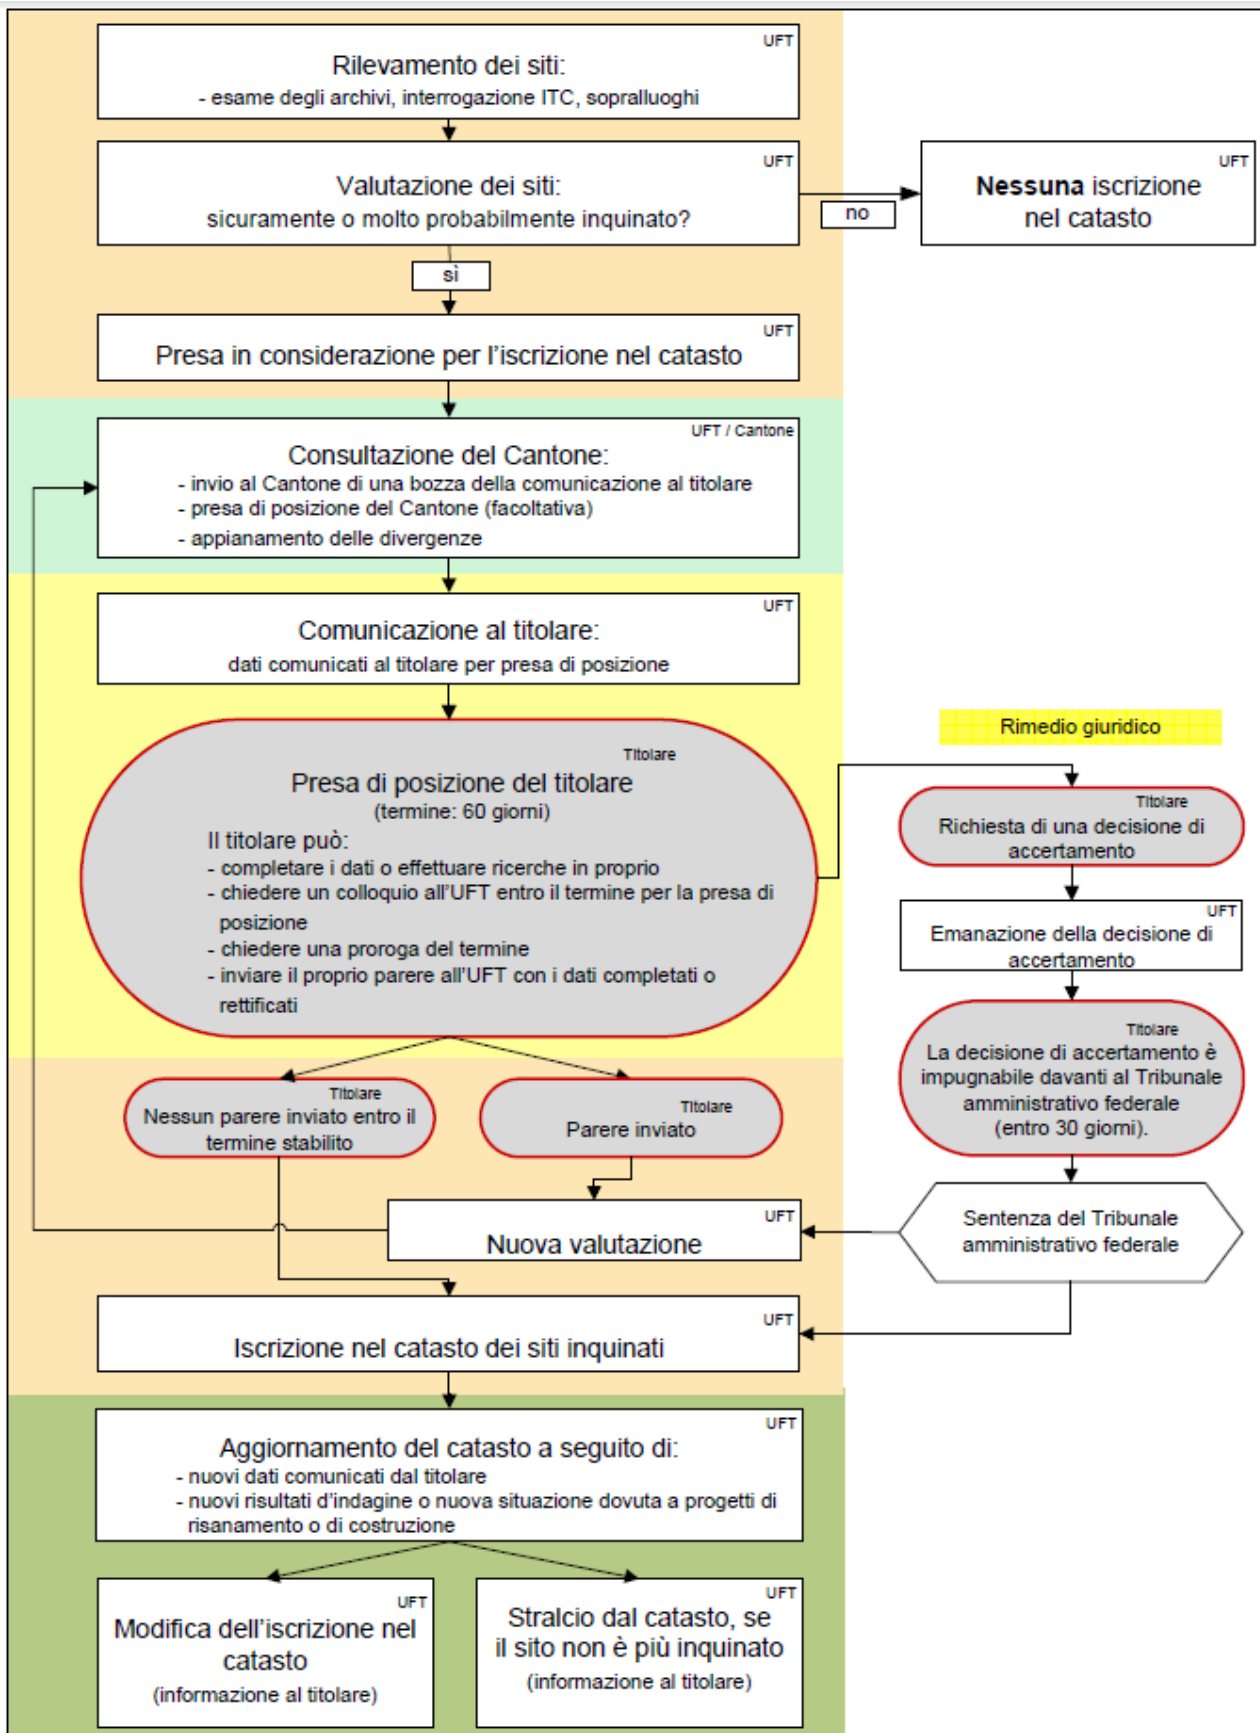 UFT
Rilevamento dei siti:
- esame degli archivi, interrogazione ITC, sopralluoghi
UFT
Valutazione dei siti:
sicuramente o molto probabilmente inquinato?
no
UFT
Nessuna iscrizione
nel catasto
sì
UFT
Presa in considerazione per l'iscrizione nel catasto
UFT / Cantone
Consultazione del Cantone:
- invio al Cantone di una bozza della comunicazione al titolare
- presa di posizione del Cantone (facoltativa)
- appianamento delle divergenze
UFT
Comunicazione al titolare:
dati comunicati al titolare per presa di posizione
Titolare
Presa di posizione del titolare
(termine: 60 giorni)
Il titolare può:
- completare i dati o effettuare ricerche in proprio
- chiedere un colloquio all'UFT entro il termine per la presa di
posizione
- chiedere una proroga del termine
- inviare il proprio parere all'UFT con i dati completati o
rettificati
Rimedio giuridico
Titolare
Richiesta di una decisione di
accertamento
UFT
Emanazione della decisione di
accertamento
Titolare
La decisione di accertamento è
impugnabile davanti al Tribunale
amministrativo federale
(entro 30 giorni).
Titolare
Nessun parere inviato entro il
termine stabilito
Titolare
Parere inviato
UFT
Nuova valutazione
Sentenza del Tribunale
amministrativo federale
UFT
Iscrizione nel catasto dei siti inquinati
UFT
Aggiornamento del catasto a seguito di:
- nuovi dati comunicati dal titolare
- nuovi risultati d'indagine o nuova situazione dovuta a progetti di
risanamento o di costruzione
UFT
Modifica dell'iscrizione nel
catasto
(informazione al titolare)
UFT
Stralcio dal catasto, se
il sito non è più inquinato
(informazione al titolare)